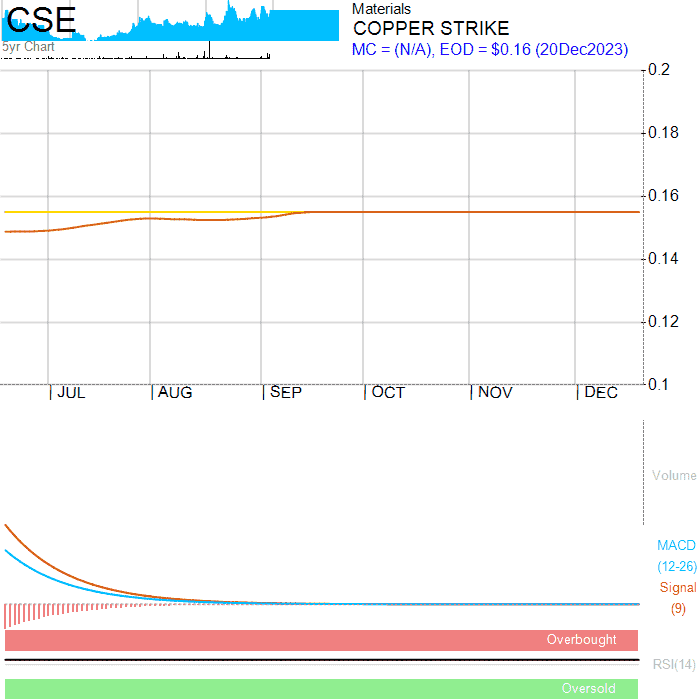 CSE
Materials
COPPER STRIKE
5yr Chart
MC = (N/A), EOD = $0.16 (20Dec2023)
0.2
0.18
0.16
0.14
0.12
0.1
JUL AUG SEP OCT NOV DEC
Volume
MACD
(12-26)
Signal
(9)
Overbought
RSI(14)
Oversold